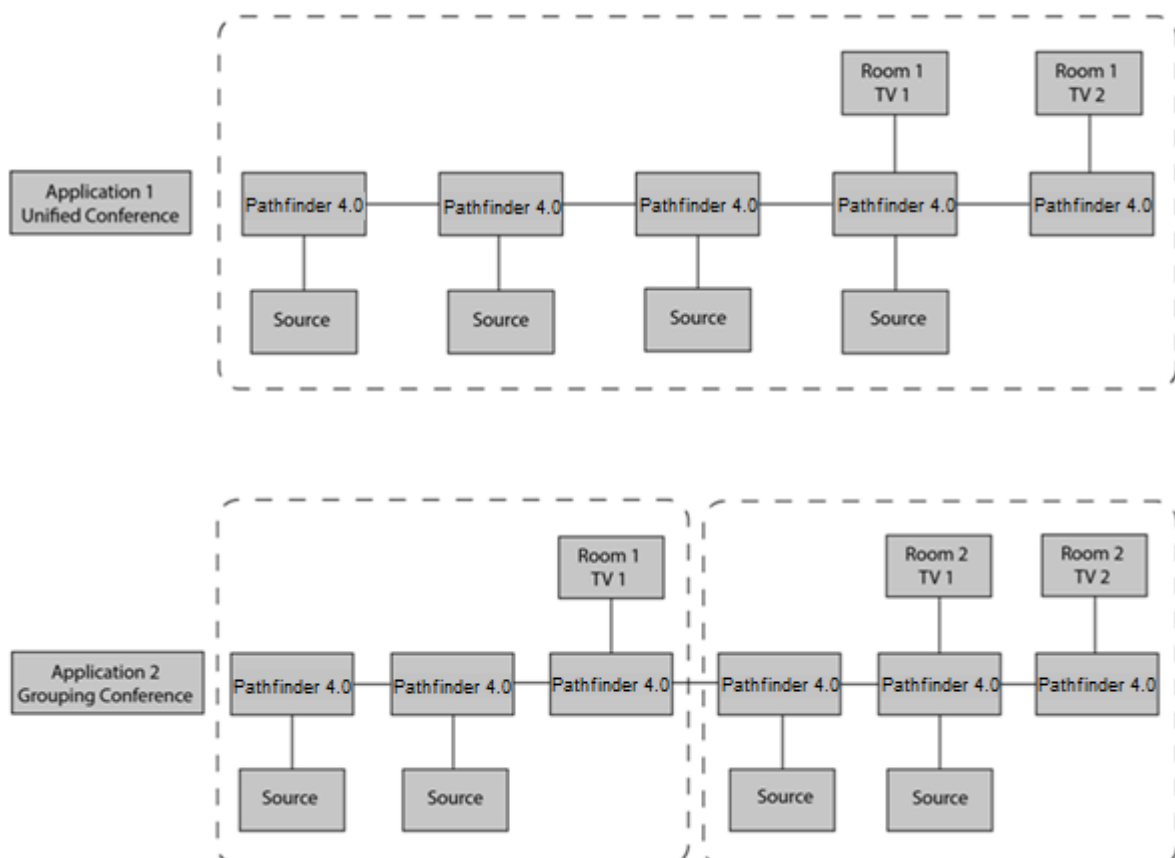 Room 1
TV 1
Room 1
TV 2
Application 1
Unified Conference
Pathfinder 4.0
Pathfinder 4.0
Pathfinder 4.0
Pathfinder 4.0
Pathfinder 4.0
Source
Source
Source
Source
Room 1
TV 1
Room 2
TV 1
Room 2
TV 2
Application 2
Grouping Conference
Pathfinder 4.0
Pathfinder 4.0
Pathfinder 4.0
Pathfinder 4.0
Pathfinder 4.0
Pathfinder 4.0
Source
Source
Source
Source